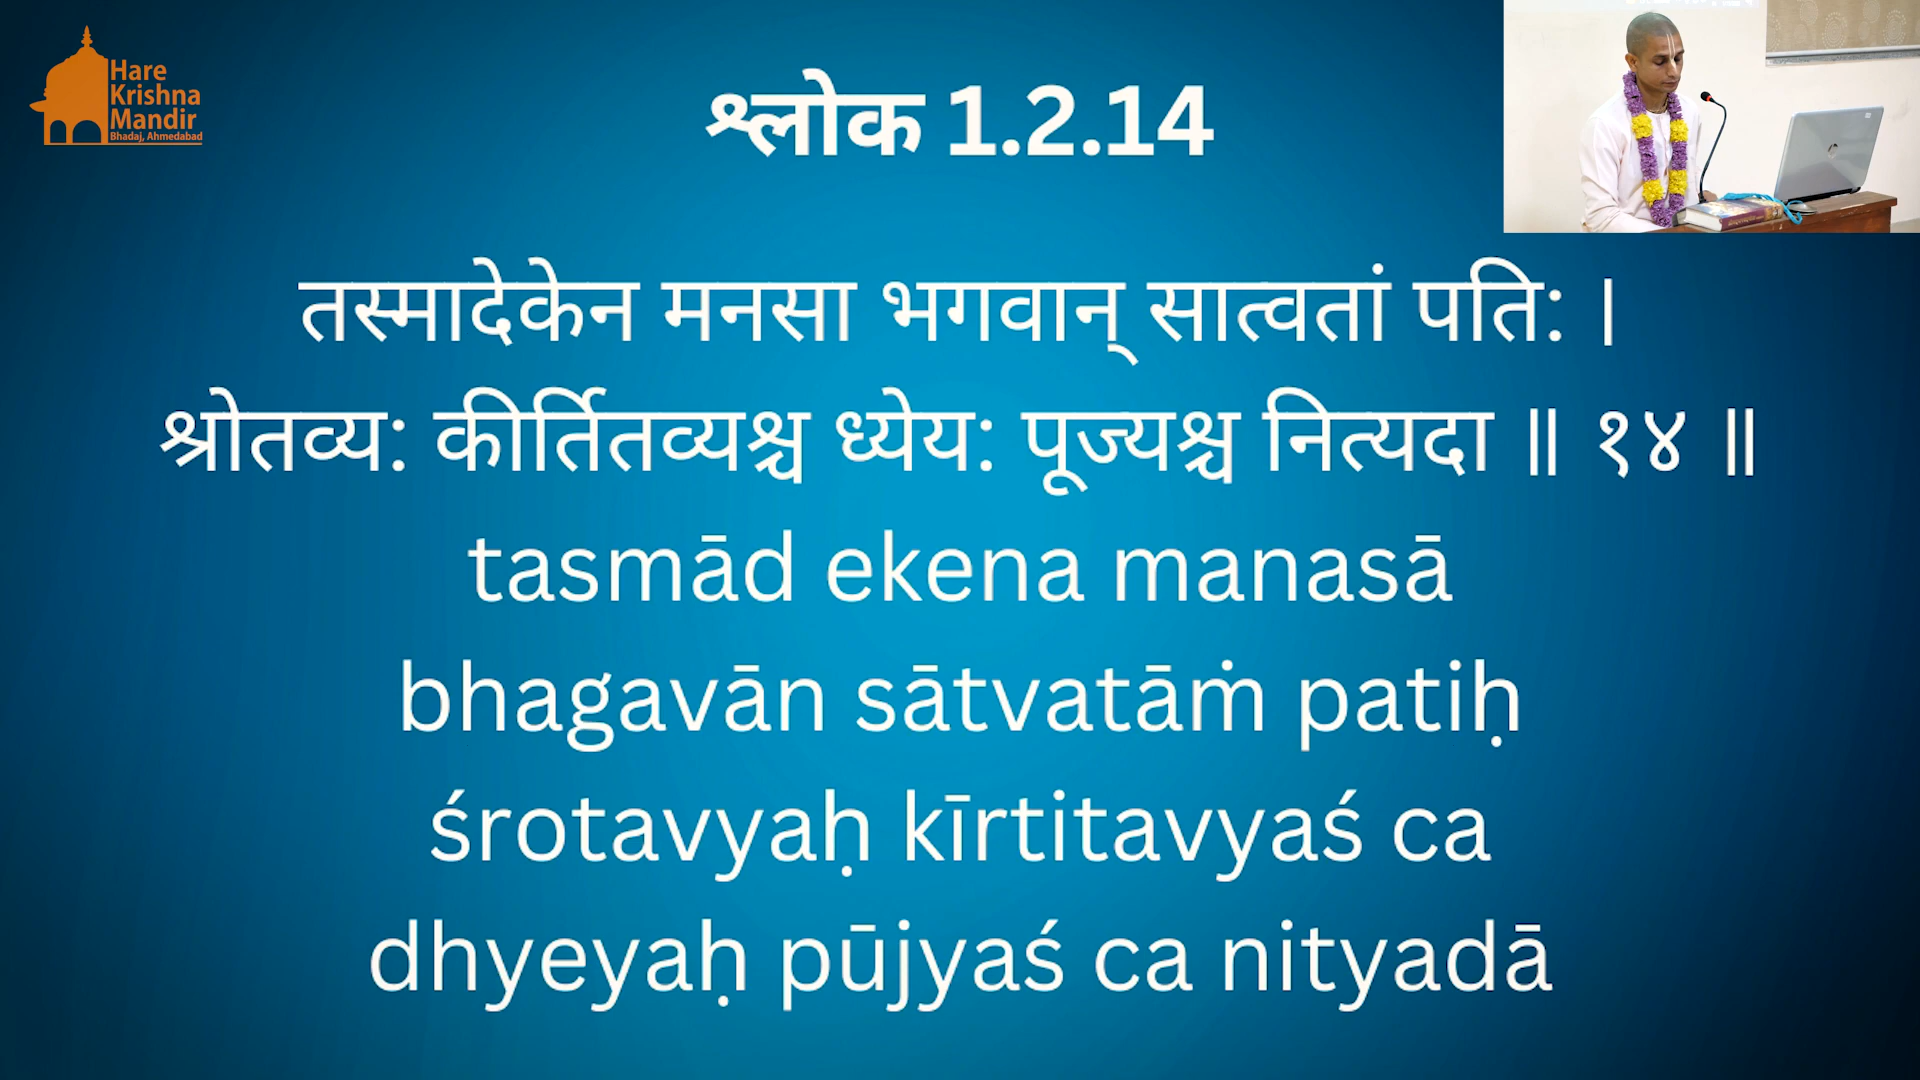 Hare
Krishna
Mandir
Bhadaj, Ahmedabad
श्लोक 1.2.14
तस्मादेकेन मनसा भगवान् सात्वतां पति: ।
श्रोतव्य: कीर्तितव्यश्च ध्येय: पूज्यश्च नित्यदा ॥ १४ ॥
tasmād ekena manasā
bhagavān sātvatāṁ patiḥ
śrotavyaḥ kīrtitavyaś ca
dhyeyaḥ pūjyaś ca nityadā